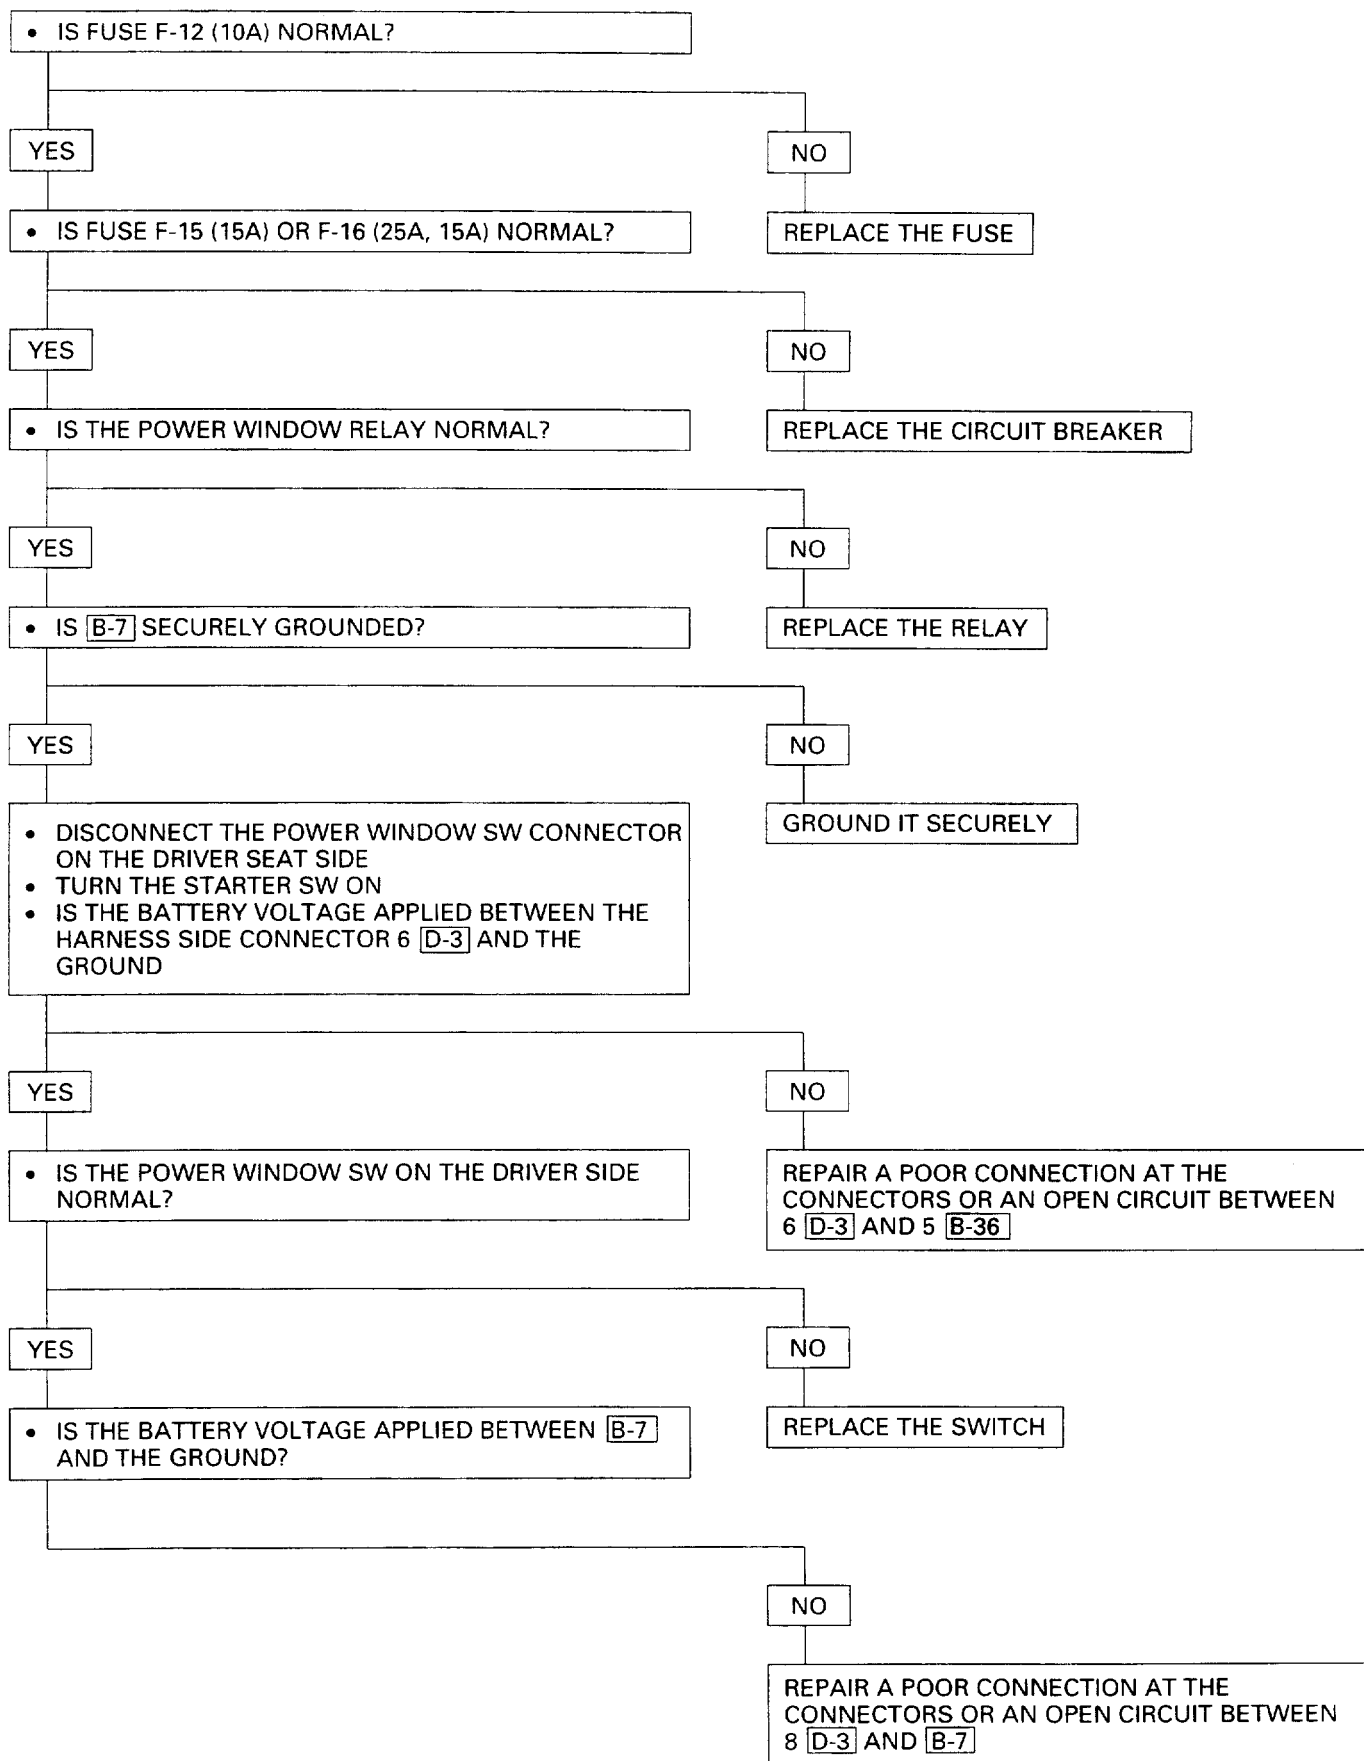 • IS FUSE F-12 (10A) NORMAL?
YES
NO
• IS FUSE F-15 (15A) OR F-16 (25A, 15A) NORMAL?
REPLACE THE FUSE
YES
NO
• IS THE POWER WINDOW RELAY NORMAL?
REPLACE THE CIRCUIT BREAKER
YES
NO
• IS B-7 SECURELY GROUNDED?
REPLACE THE RELAY
YES
NO
• DISCONNECT THE POWER WINDOW SW CONNECTOR
ON THE DRIVER SEAT SIDE
• TURN THE STARTER SW ON
• IS THE BATTERY VOLTAGE APPLIED BETWEEN THE
HARNESS SIDE CONNECTOR 6 D-3 AND THE
GROUND
GROUND IT SECURELY
YES
NO
• IS THE POWER WINDOW SW ON THE DRIVER SIDE
NORMAL?
REPAIR A POOR CONNECTION AT THE
CONNECTORS OR AN OPEN CIRCUIT BETWEEN
6 D-3 AND 5 B-36
YES
NO
• IS THE BATTERY VOLTAGE APPLIED BETWEEN B-7
AND THE GROUND?
REPLACE THE SWITCH
NO
REPAIR A POOR CONNECTION AT THE
CONNECTORS OR AN OPEN CIRCUIT BETWEEN
8 D-3 AND B-7